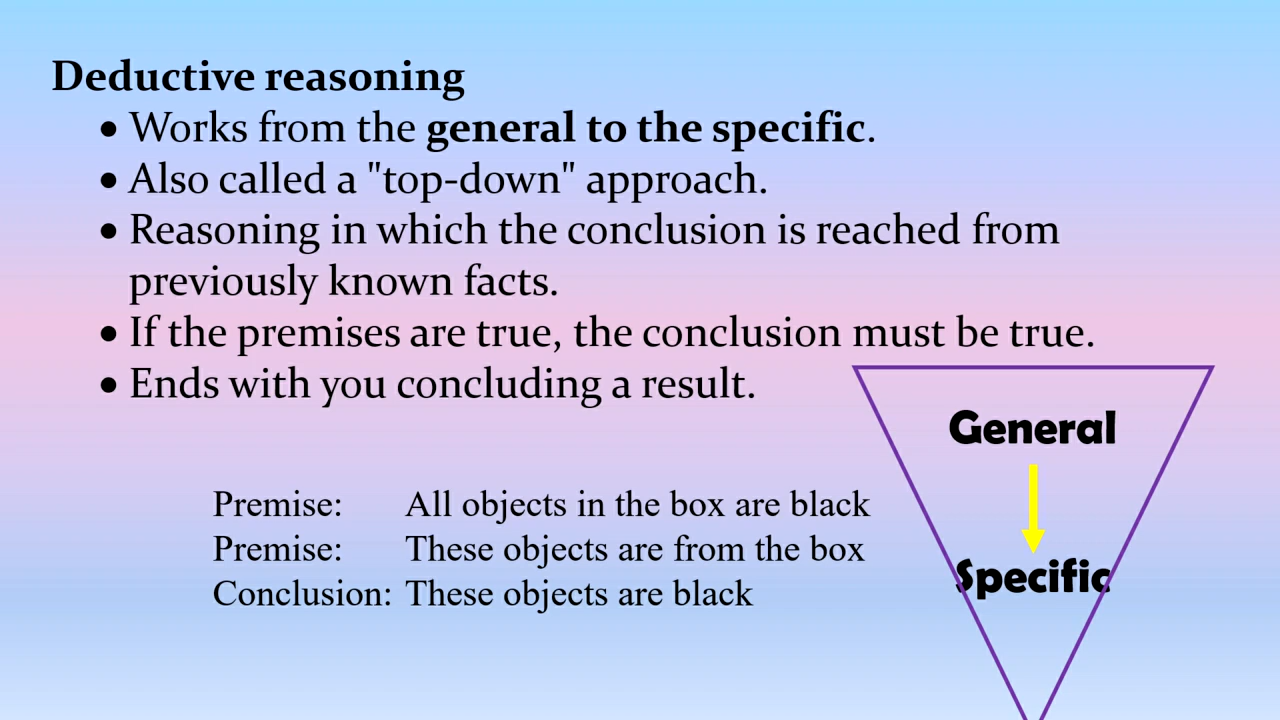 Deductive reasoning
• Works from the general to the specific.
• Also called a "top-down" approach.
• Reasoning in which the conclusion is reached from
previously known facts.
• If the premises are true, the conclusion must be true.
• Ends with you concluding a result.
General
Specific
Premise: All objects in the box are black
Premise: These objects are from the box
Conclusion: These objects are black